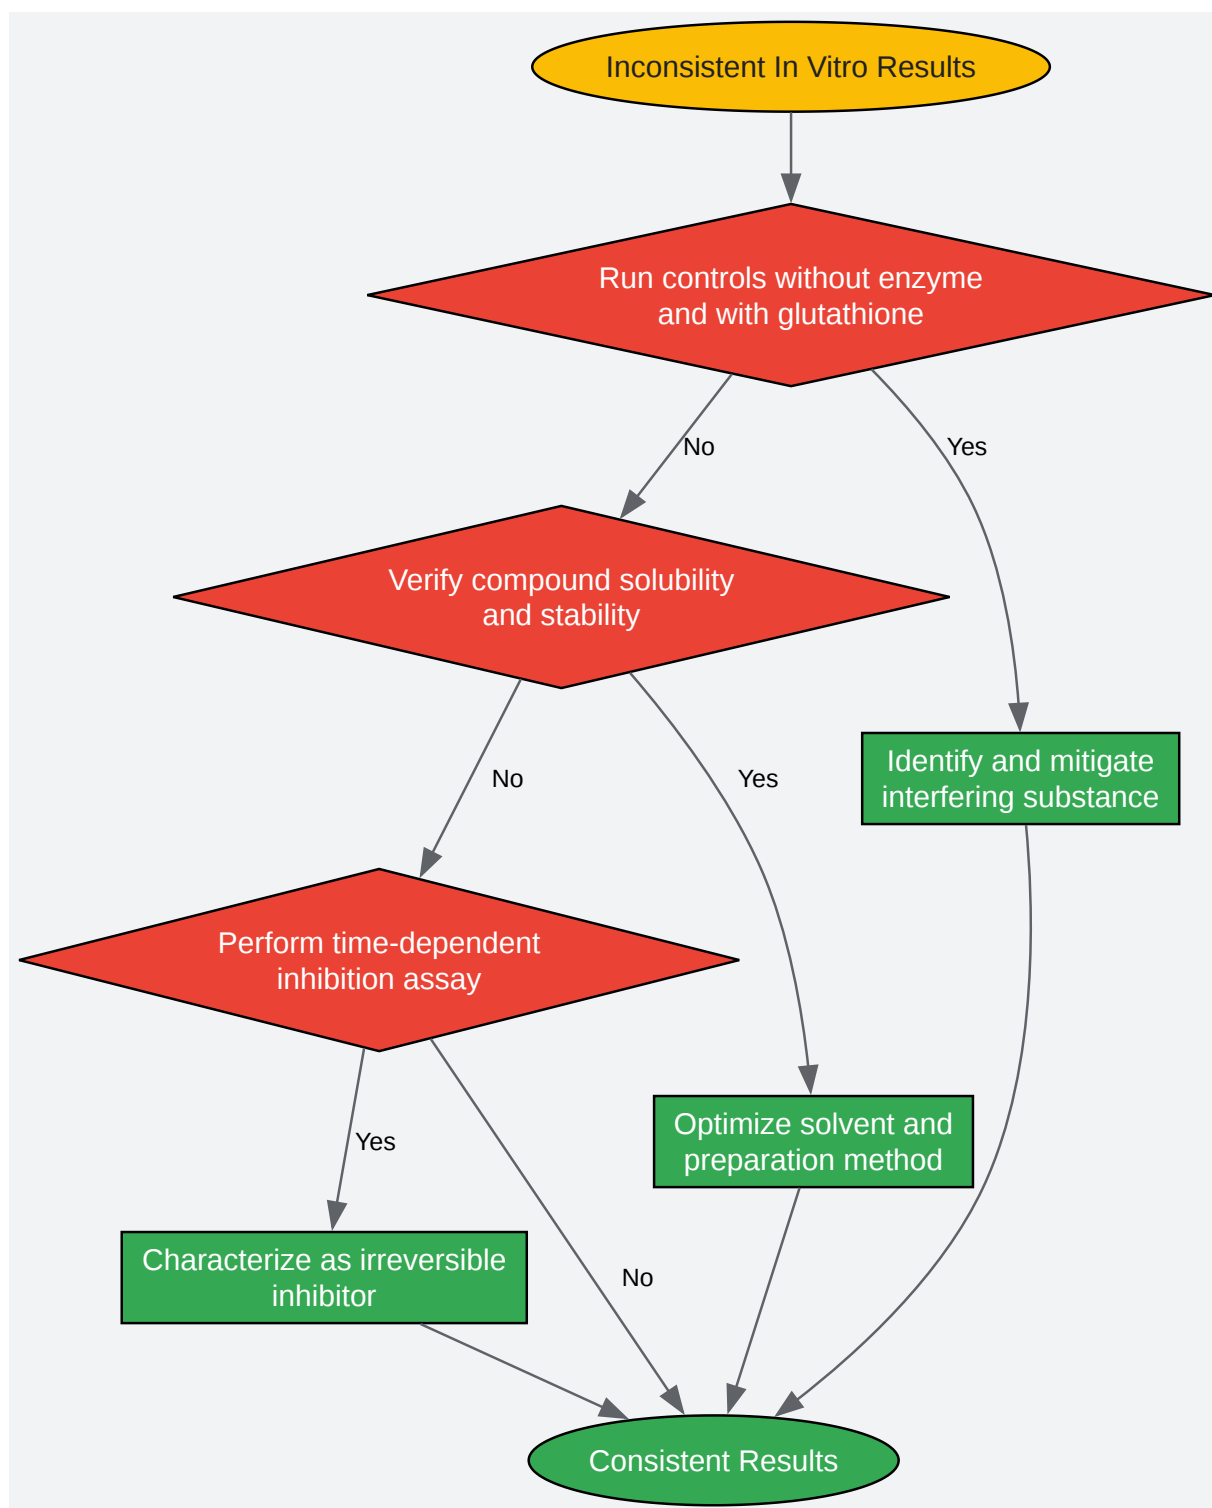 Inconsistent In Vitro Results
Run controls without enzyme
and with glutathione
No
Yes
Verify compound solubility
and stability
No
Yes
Identify and mitigate
interfering substance
Perform time-dependent
inhibition assay
Yes
Optimize solvent and
preparation method
Characterize as irreversible
inhibitor
No
Consistent Results